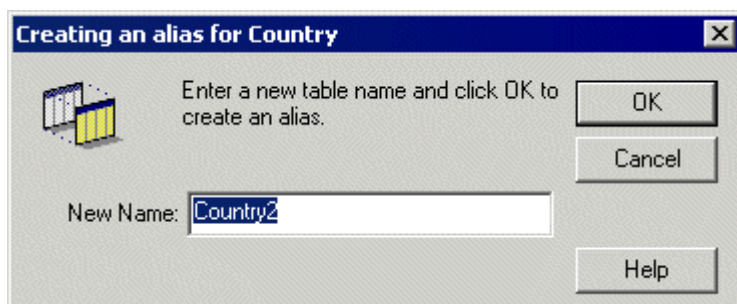 Creating an alias for Country
Enter a new table name and click OK to
create an alias.
OK
Cancel
New Name: Country2
Help